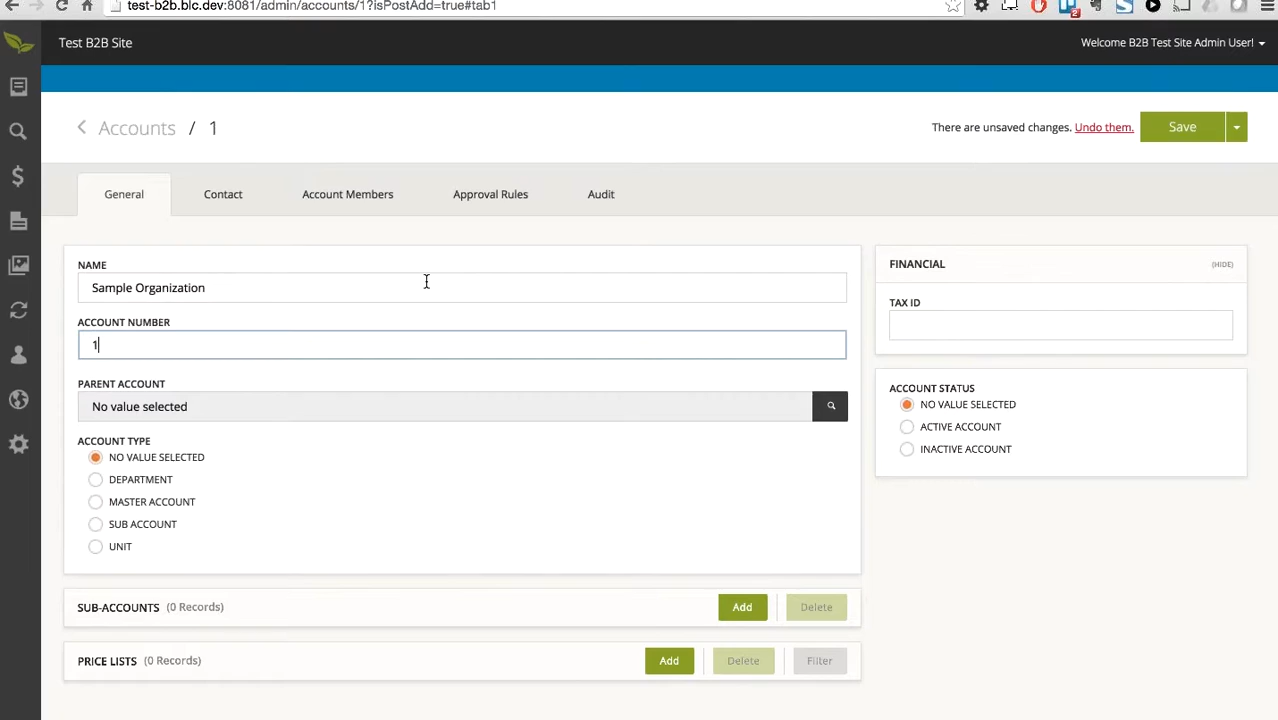 test-b2b.blc.dev:8081/admin/accounts/1?isPostAdd=true#tab1
2
Test B2B Site
Welcome B2B Test Site Admin User!
Accounts / 1
There are unsaved changes. Undo them.
Save
General
Contact
Account Members
Approval Rules
Audit
NAME
Sample Organization
ACCOUNT NUMBER
1
PARENT ACCOUNT
No value selected
ACCOUNT TYPE
NO VALUE SELECTED
DEPARTMENT
MASTER ACCOUNT
SUB ACCOUNT
UNIT
FINANCIAL
(HIDE)
TAX ID
ACCOUNT STATUS
NO VALUE SELECTED
ACTIVE ACCOUNT
INACTIVE ACCOUNT
SUB-ACCOUNTS (0 Records)
Add
Delete
PRICE LISTS (0 Records)
Add
Delete
Filter